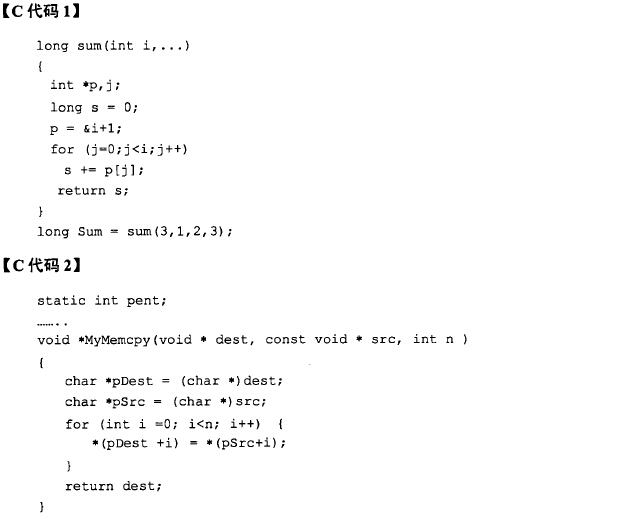 【C 代码 1】
long sum(int i,...)
{
int *p,j;
long s = 0;
p = &i+1;
for (j=0;j<i;j++)
s += p[j];
return s;
}
long Sum = sum(3,1,2,3);
【C 代码 2】
static int pent;
……..
void *MyMemcpy(void * dest, const void * src, int n )
{
char *pDest = (char *)dest;
char *pSrc = (char *)src;
for (int i =0; i<n; i++) {
*(pDest +i) = *(pSrc+i);
}
return dest;
}